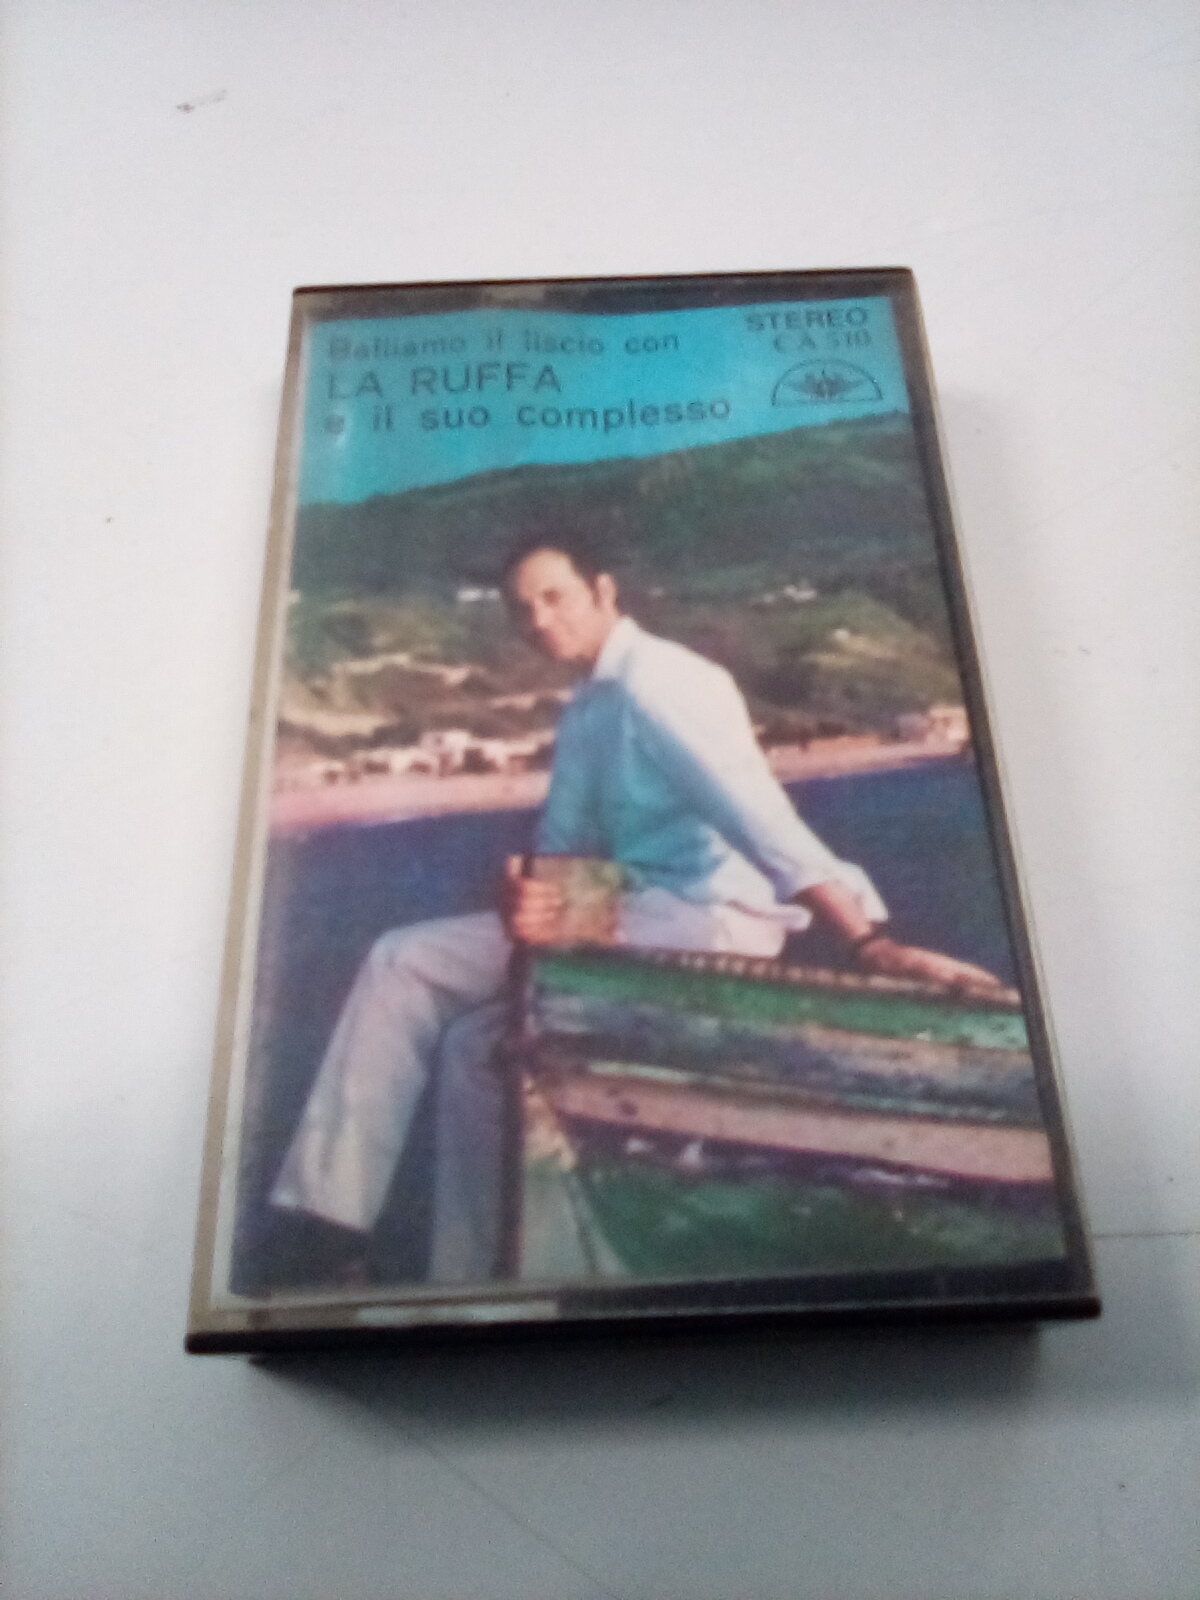 Balliamo il liscio con
LA RUFFA
e il suo complesso
STEREO
CA 510